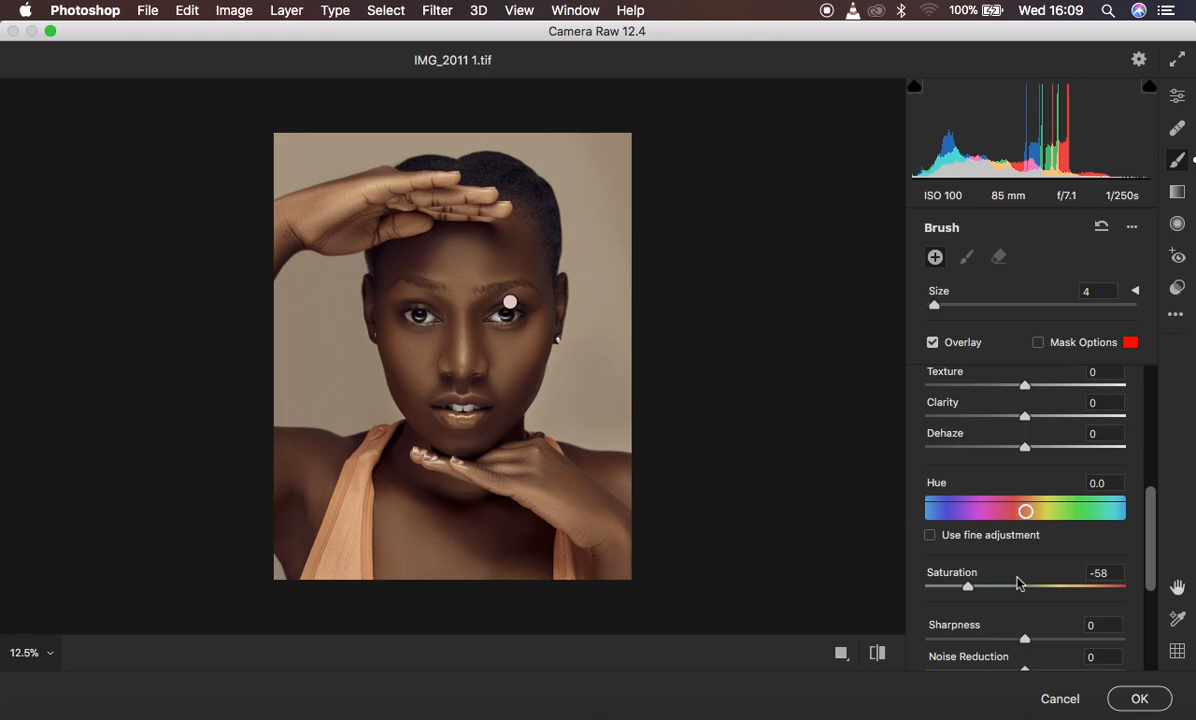 Photoshop File Edit Image Layer Type Select Filter 3D View Window Help 100% Wed 16:09
Camera Raw 12.4
IMG_2011 1.tif
ISO 100 85 mm f/7.1 1/250s
Brush
Size 4
Overlay Mask Options
Texture 0
Clarity 0
Dehaze 0
Hue 0.0
Use fine adjustment
Saturation -58
Sharpness 0
12.5% Noise Reduction 0
Cancel OK